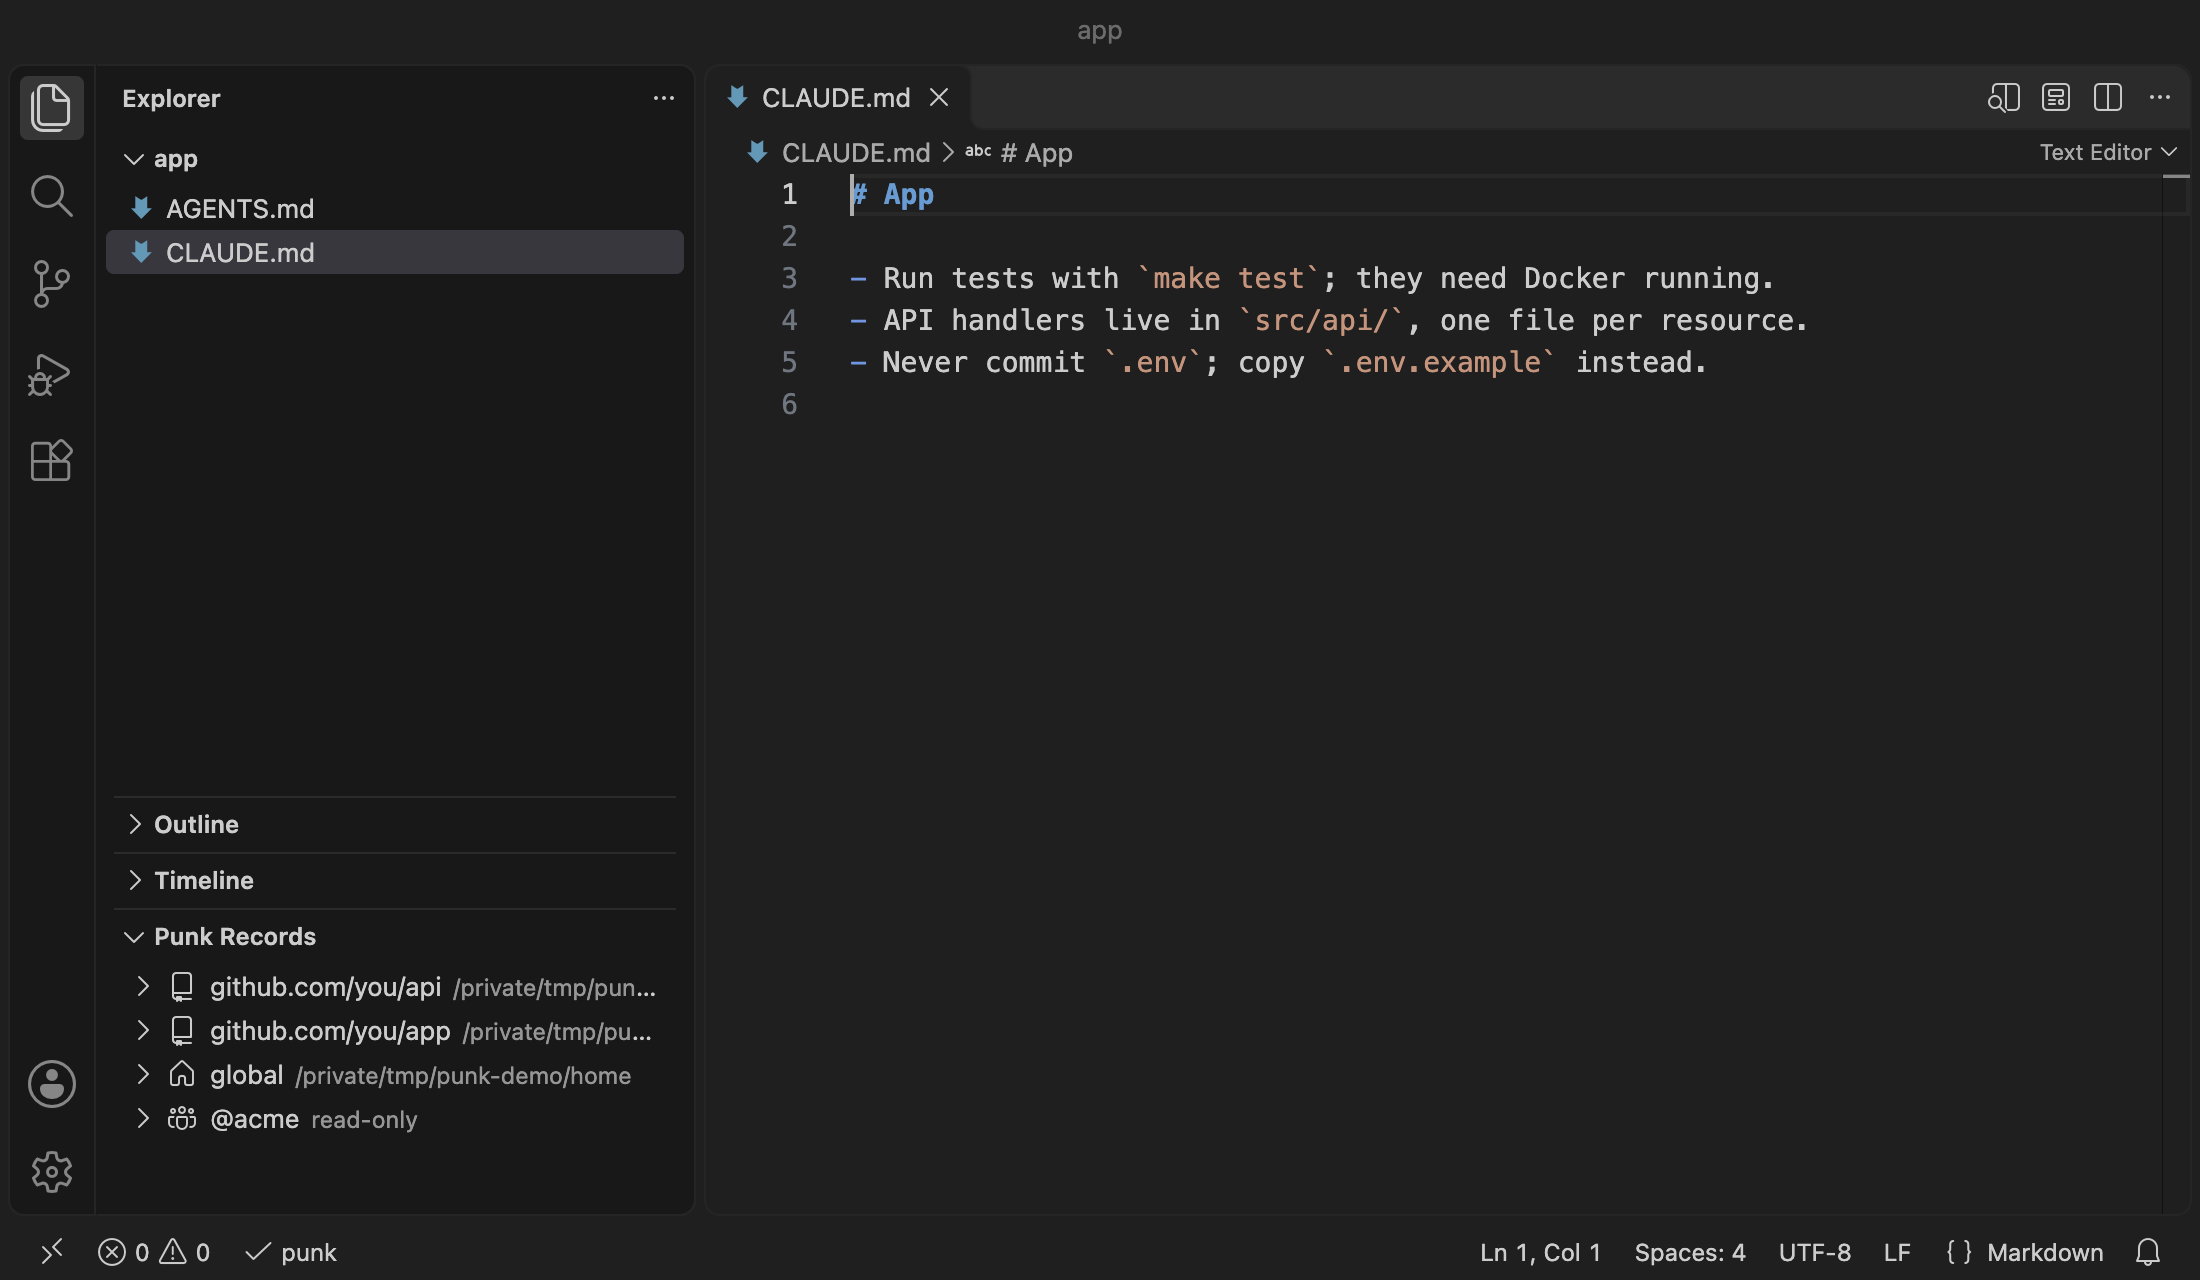 app
Explorer
app
AGENTS.md
CLAUDE.md
Outline
Timeline
Punk Records
github.com/you/api /private/tmp/pun...
github.com/you/app /private/tmp/pu...
global /private/tmp/punk-demo/home
@acme read-only
CLAUDE.md
CLAUDE.md > abc # App
Text Editor
1 # App
2
3 - Run tests with `make test`; they need Docker running.
4 - API handlers live in `src/api/`, one file per resource.
5 - Never commit `.env`; copy `.env.example` instead.
6
0 0 punk
Ln 1, Col 1 Spaces: 4 UTF-8 LF {} Markdown